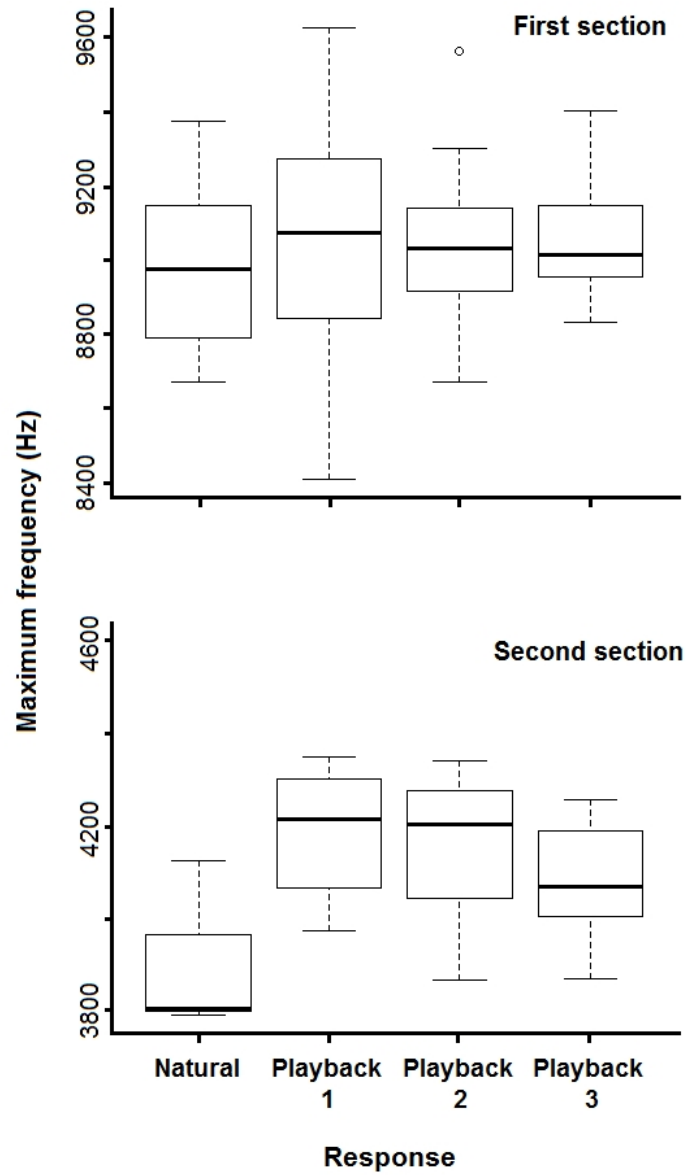 First section
9600
9200
8800
8400
Maximum frequency (Hz)
Second section
4600
4200
3800
Natural Playback Playback Playback
1 2 3
Response